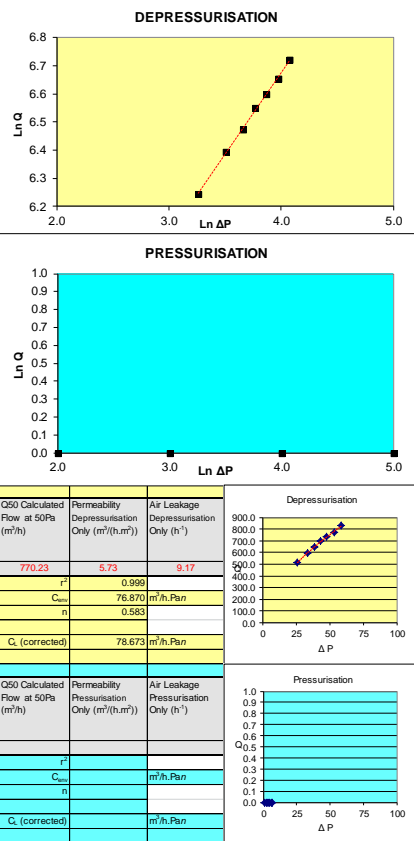 DEPRESSURISATION
6.8
6.7
6.6
6.5
6.4
6.3
6.2
Ln Q
2.0 3.0 4.0 5.0
Ln ΔP
PRESSURISATION
1.0
0.9
0.8
0.7
0.6
0.5
0.4
0.3
0.2
0.1
0.0
Ln Q
2.0 3.0 4.0 5.0
Ln ΔP
Q50 Calculated Flow at 50Pa (m³/h)
Permeability Depressurisation Only (m³/(h.m²))
Air Leakage Depressurisation Only (h⁻¹)
770.23 5.73 9.17
r² 0.999
Cenv 76.870 m³/h.Pan
n 0.583
CL (corrected) 78.673 m³/h.Pan
Depressurisation
900.0
800.0
700.0
600.0
500.0
400.0
300.0
200.0
100.0
0.0
Q
0 25 50 75 100
Δ P
Q50 Calculated Flow at 50Pa (m³/h)
Permeability Pressurisation Only (m³/(h.m²))
Air Leakage Pressurisation Only (h⁻¹)
r²
Cenv m³/h.Pan
n
CL (corrected) m³/h.Pan
Pressurisation
1.0
0.9
0.8
0.7
0.6
0.5
0.4
0.3
0.2
0.1
0.0
Q
0 25 50 75 100
Δ P